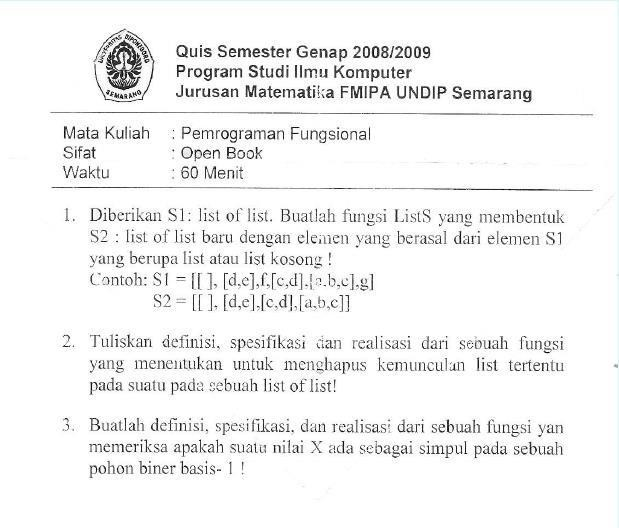 UNIVERSITAS DIPONEGORO
SEMARANG
Quis Semester Genap 2008/2009
Program Studi Ilmu Komputer
Jurusan Matematika FMIPA UNDIP Semarang
Mata Kuliah : Pemrograman Fungsional
Sifat : Open Book
Waktu : 60 Menit
1. Diberikan S1: list of list. Buatlah fungsi ListS yang membentuk
S2 : list of list baru dengan elemen yang berasal dari elemen S1
yang berupa list atau list kosong !
Contoh: S1 = [[ ], [d,e],f,[c,d],[a.b,c],g]
S2 = [[ ], [d,e],[c,d],[a,b,c]]
2. Tuliskan definisi, spesifikasi dan realisasi dari sebuah fungsi
yang menentukan untuk menghapus kemunculan list tertentu
pada suatu pada sebuah list of list!
3. Buatlah definisi, spesifikasi, dan realisasi dari sebuah fungsi yan
memeriksa apakah suatu nilai X ada sebagai simpul pada sebuah
pohon biner basis- 1 !